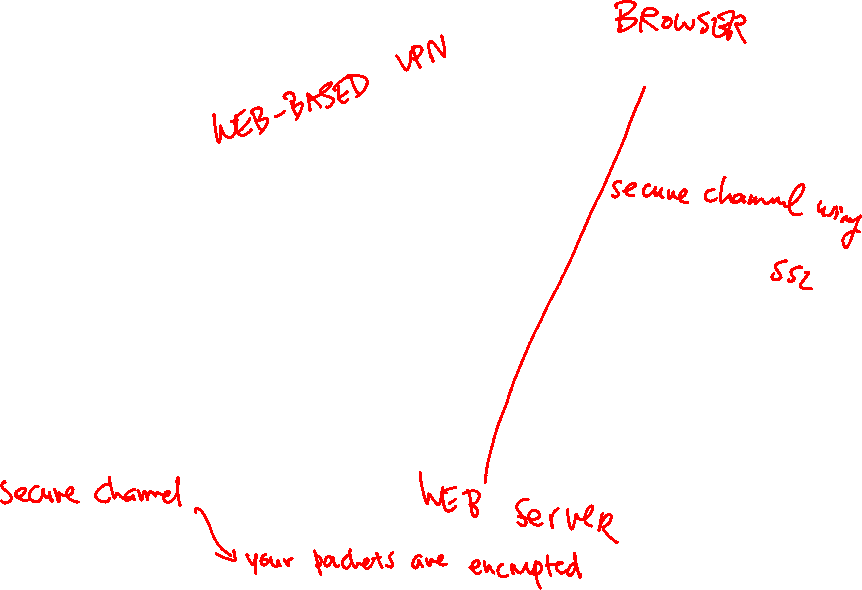 BROWSER
WEB-BASED VPN
secure channel using
SSL
WEB SERVER
secure channel
your packets are encrypted